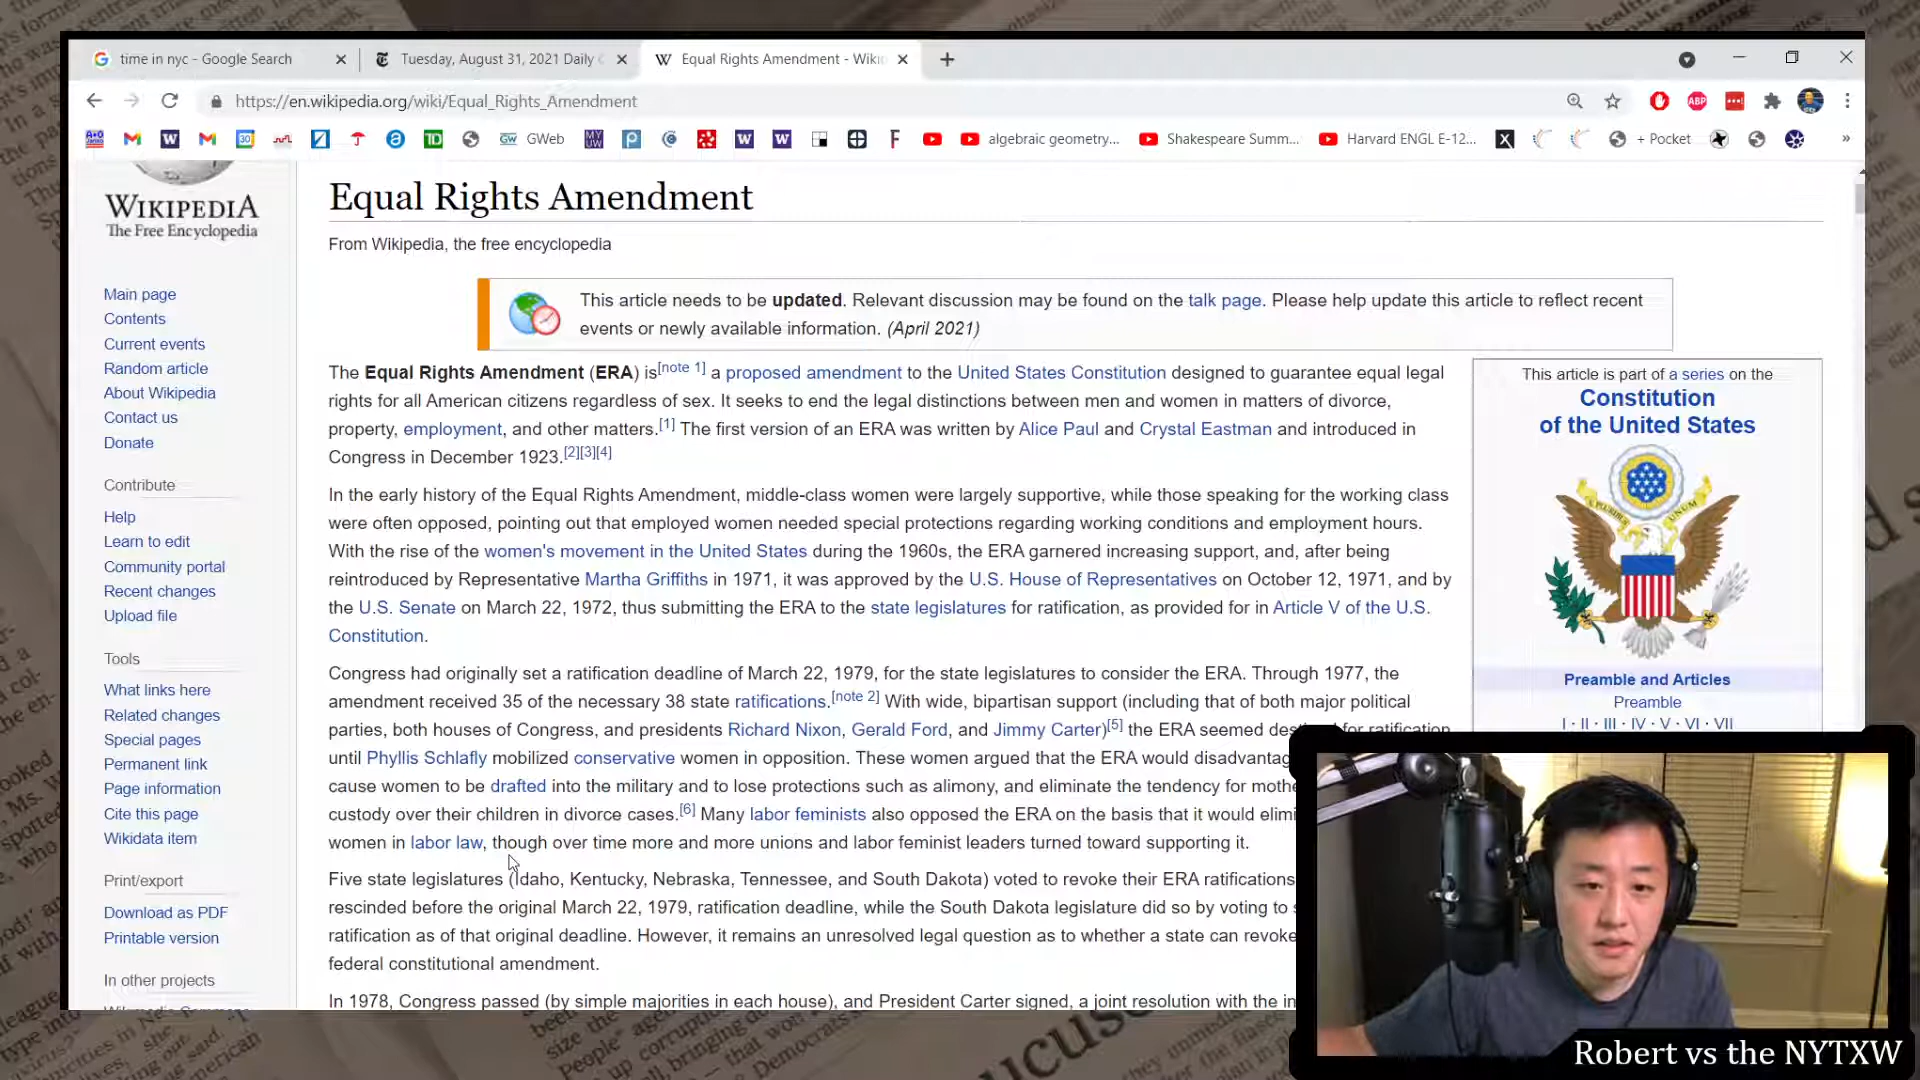 time in nyc - Google Search
Tuesday, August 31, 2021 Daily
Equal Rights Amendment - Wiki
https://en.wikipedia.org/wiki/Equal_Rights_Amendment
GWeb
algebraic geometry...
Shakespeare Summ...
Harvard ENGL E-12...
+ Pocket
WIKIPEDIA
The Free Encyclopedia
Main page
Contents
Current events
Random article
About Wikipedia
Contact us
Donate
Contribute
Help
Learn to edit
Community portal
Recent changes
Upload file
Tools
What links here
Related changes
Special pages
Permanent link
Page information
Cite this page
Wikidata item
Print/export
Download as PDF
Printable version
In other projects
Equal Rights Amendment
From Wikipedia, the free encyclopedia
This article needs to be updated. Relevant discussion may be found on the talk page. Please help update this article to reflect recent
events or newly available information. (April 2021)
The Equal Rights Amendment (ERA) is[note 1] a proposed amendment to the United States Constitution designed to guarantee equal legal
rights for all American citizens regardless of sex. It seeks to end the legal distinctions between men and women in matters of divorce,
property, employment, and other matters.[1] The first version of an ERA was written by Alice Paul and Crystal Eastman and introduced in
Congress in December 1923.[2][3][4]
In the early history of the Equal Rights Amendment, middle-class women were largely supportive, while those speaking for the working class
were often opposed, pointing out that employed women needed special protections regarding working conditions and employment hours.
With the rise of the women's movement in the United States during the 1960s, the ERA garnered increasing support, and, after being
reintroduced by Representative Martha Griffiths in 1971, it was approved by the U.S. House of Representatives on October 12, 1971, and by
the U.S. Senate on March 22, 1972, thus submitting the ERA to the state legislatures for ratification, as provided for in Article V of the U.S.
Constitution.
Congress had originally set a ratification deadline of March 22, 1979, for the state legislatures to consider the ERA. Through 1977, the
amendment received 35 of the necessary 38 state ratifications.[note 2] With wide, bipartisan support (including that of both major political
parties, both houses of Congress, and presidents Richard Nixon, Gerald Ford, and Jimmy Carter)[5] the ERA seemed des for ratification
until Phyllis Schlafly mobilized conservative women in opposition. These women argued that the ERA would disadvantag
cause women to be drafted into the military and to lose protections such as alimony, and eliminate the tendency for mothe
custody over their children in divorce cases.[6] Many labor feminists also opposed the ERA on the basis that it would elimi
women in labor law, though over time more and more unions and labor feminist leaders turned toward supporting it.
Five state legislatures (Idaho, Kentucky, Nebraska, Tennessee, and South Dakota) voted to revoke their ERA ratifications
rescinded before the original March 22, 1979, ratification deadline, while the South Dakota legislature did so by voting to s
ratification as of that original deadline. However, it remains an unresolved legal question as to whether a state can revoke
federal constitutional amendment.
In 1978, Congress passed (by simple majorities in each house), and President Carter signed, a joint resolution with the in
This article is part of a series on the
Constitution
of the United States
Preamble and Articles
Preamble
I · II · III · IV · V · VI · VII
Robert vs the NYTXW